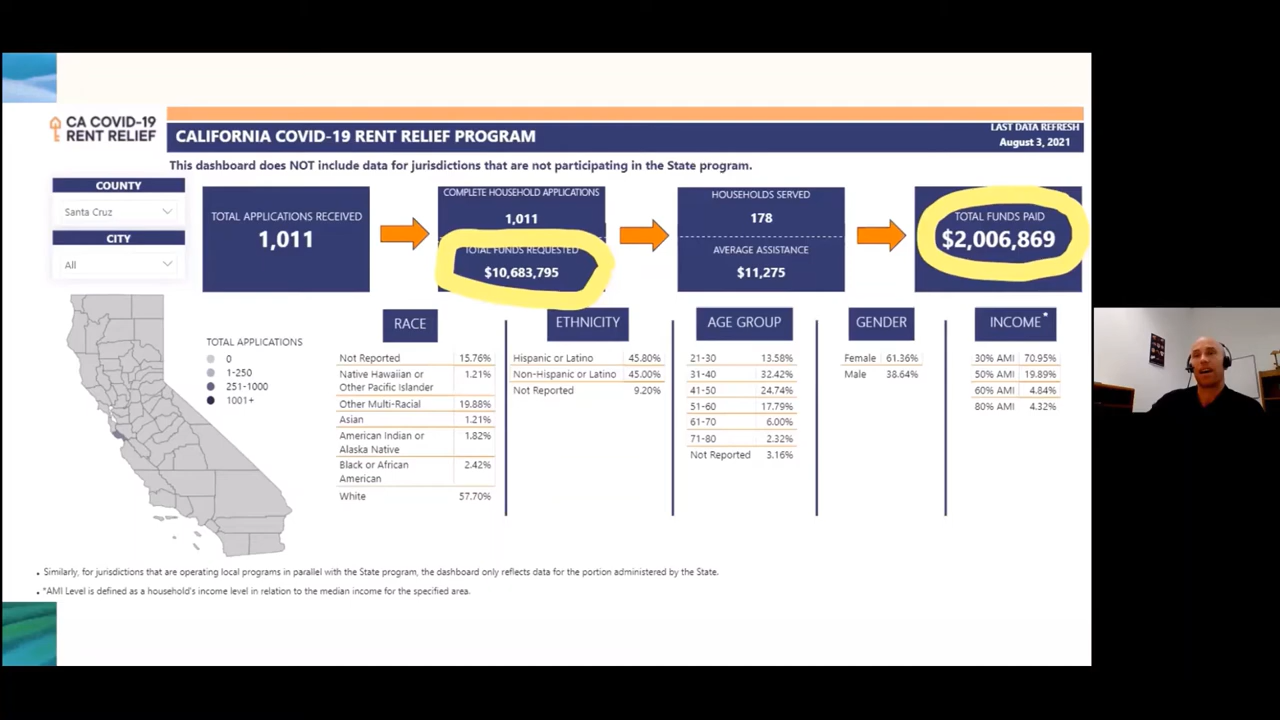 CA COVID-19
RENT RELIEF
CALIFORNIA COVID-19 RENT RELIEF PROGRAM
LAST DATA REFRESH
August 3, 2021
This dashboard does NOT include data for jurisdictions that are not participating in the State program.
COUNTY
Santa Cruz
CITY
All
TOTAL APPLICATIONS RECEIVED
1,011
COMPLETE HOUSEHOLD APPLICATIONS
1,011
TOTAL FUNDS REQUESTED
$10,683,795
HOUSEHOLDS SERVED
178
AVERAGE ASSISTANCE
$11,275
TOTAL FUNDS PAID
$2,006,869
TOTAL APPLICATIONS
0
1-250
251-1000
1001+
RACE
Not Reported 15.76%
Native Hawaiian or 1.21%
Other Pacific Islander
Other Multi-Racial 19.88%
Asian 1.21%
American Indian or 1.82%
Alaska Native
Black or African 2.42%
American
White 57.70%
ETHNICITY
Hispanic or Latino 45.80%
Non-Hispanic or Latino 45.00%
Not Reported 9.20%
AGE GROUP
21-30 13.58%
31-40 32.42%
41-50 24.74%
51-60 17.79%
61-70 6.00%
71-80 2.32%
Not Reported 3.16%
GENDER
Female 61.36%
Male 38.64%
INCOME*
30% AMI 70.95%
50% AMI 19.89%
60% AMI 4.84%
80% AMI 4.32%
• Similarly, for jurisdictions that are operating local programs in parallel with the State program, the dashboard only reflects data for the portion administered by the State.
• *AMI Level is defined as a household's income level in relation to the median income for the specified area.